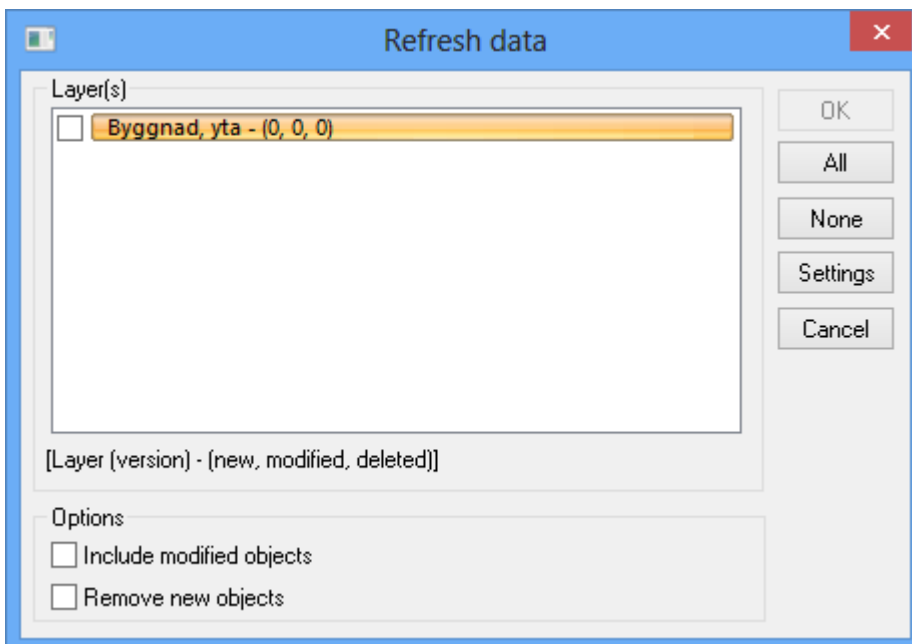 Refresh data
Layer(s)
Byggnad, yta - (0, 0, 0)
OK
All
None
Settings
Cancel
[Layer (version) - (new, modified, deleted)]
Options
Include modified objects
Remove new objects